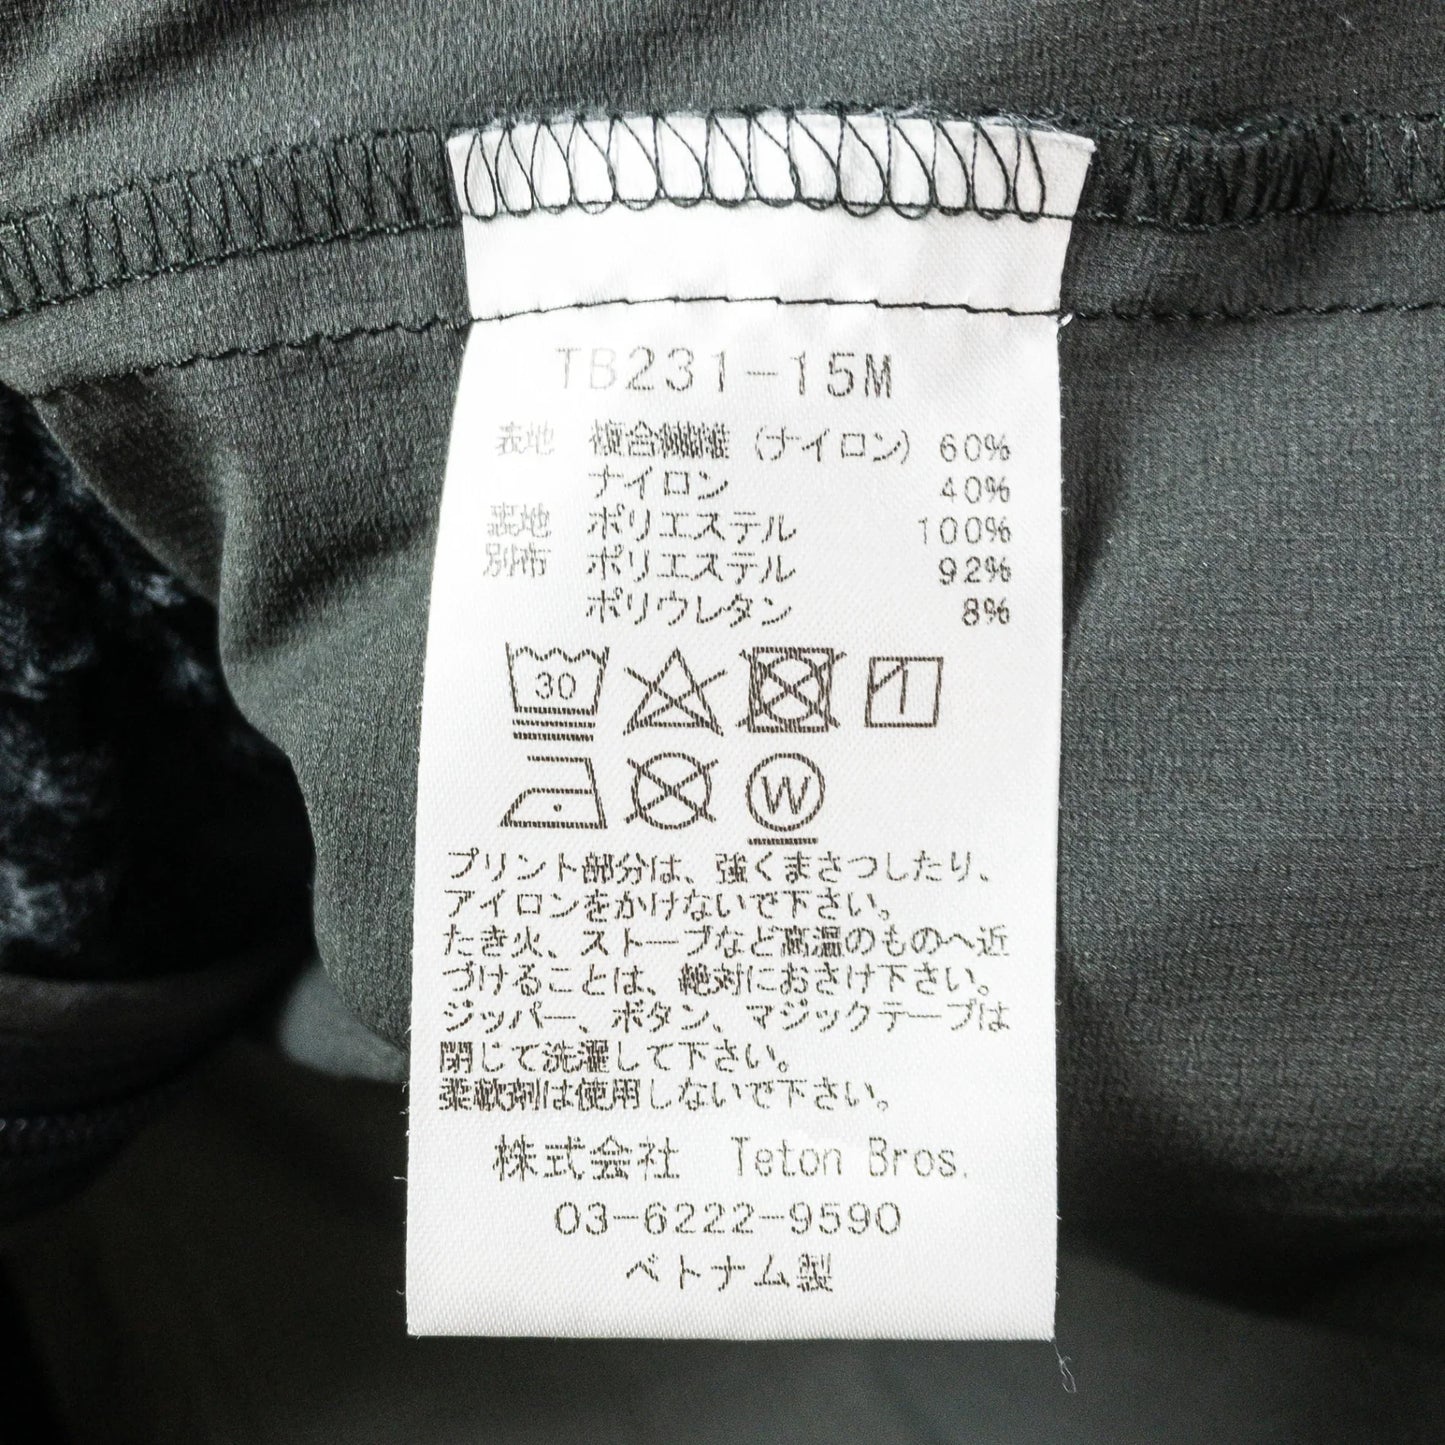 TB231-15M
表地 複合繊維 (ナイロン) 60%
ナイロン 40%
裏地 ポリエステル 100%
別布 ポリエステル 92%
ポリウレタン 8%
30
W
プリント部分は、強くまさつしたり、
アイロンをかけないで下さい。
たき火、ストーブなど高温のものへ近
づけることは、絶対におさけ下さい。
ジッパー、ボタン、マジックテープは
閉じて洗濯して下さい。
柔軟剤は使用しないで下さい。
株式会社 Teton Bros.
03-6222-9590
ベトナム製